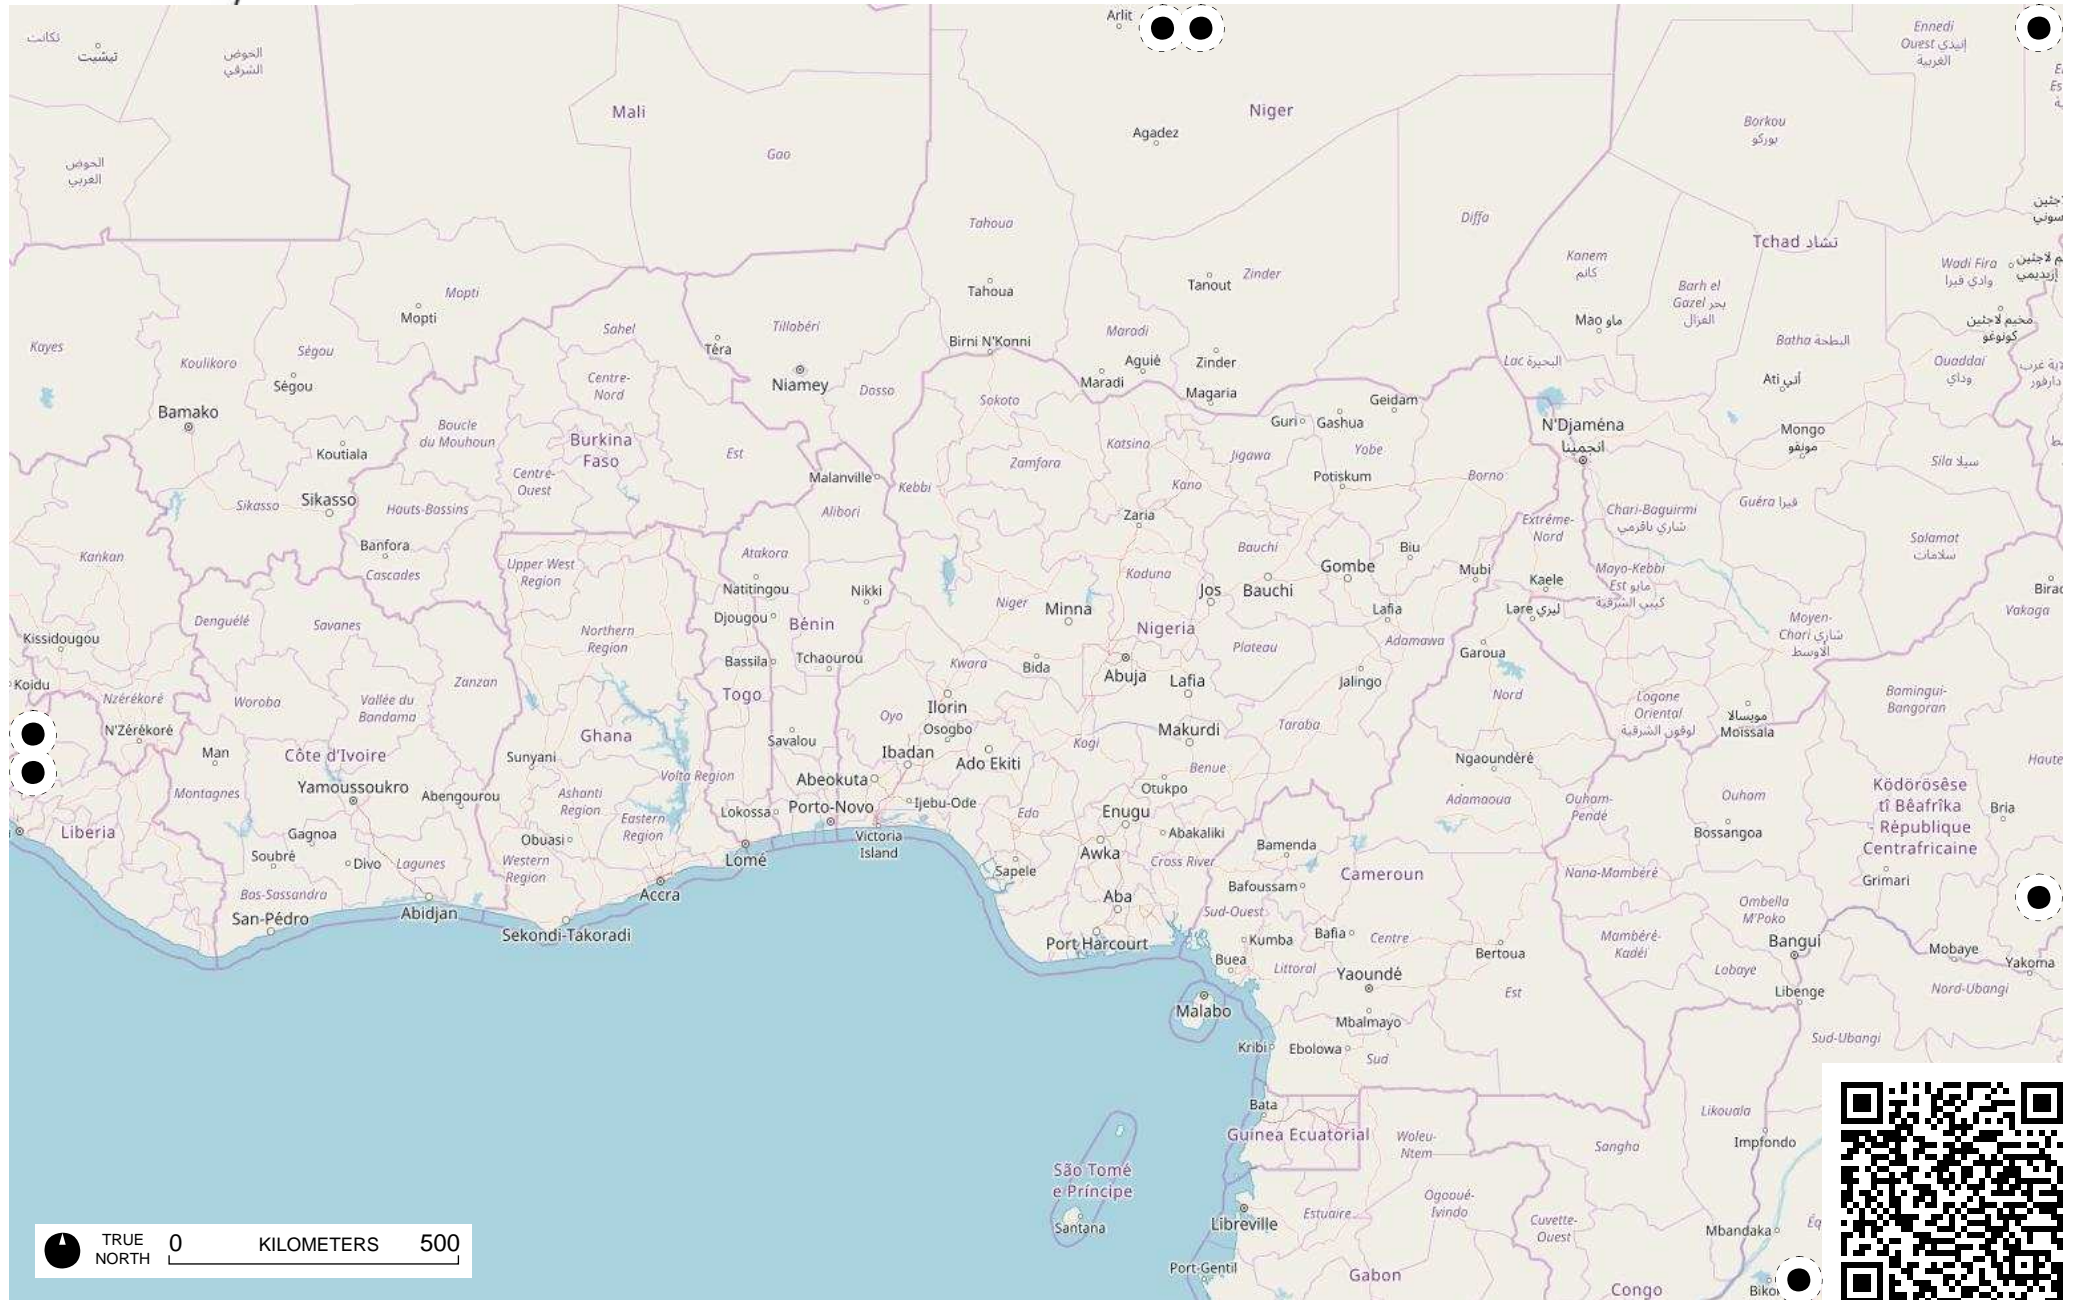 Arlit
تكانت
تيشيت
الحوض
الشرقي
Ennedi
Ouest إنيدي
الغربية
Mali
Niger
Agadez
Borkou
بوركو
Gao
الحوض
الغربي
Tahoua
Diffa
Tchad تشاد
Kanem
كانم
Wadi Fira
وادي فيرا
Zinder
Tanout
Tahoua
Mopti
Mopti
Barh el
Gazel بحر
الغزال
Mao ماو
مخيم لاجئين
كونونغو
Sahel
Tillobéri
Maradi
Téra
Birni N'Konni
Batha البطحة
Kayes
Koulikoro
Ségou
Ségou
Aguié
Zinder
Lac البحيرة
Ouaddaï
وداي
Centre-
Nord
Niamey
Dosso
Maradi
Magaria
Ati أتي
Sokoto
Geidam
Bamako
Guri
Gashua
N'Djaména
انجمينا
Boucle
du Mouhoun
Burkina
Faso
Mongo
مونقو
Koutiala
Est
Katsina
Jigawa
Yobe
Zamfara
Sila سيلا
Malanville
Kebbi
Kano
Potiskum
Borno
Centre-
Ouest
Sikasso
Sikasso
Hauts-Bassins
Alibori
Zaria
Extrême-
Nord
Chari-Baguirmi
شاري باقرمي
Guéra قيرا
Banfora
Cascades
Kankan
Upper West
Region
Atakora
Natitingou
Nikki
Bauchi
Gombe
Biu
Salamat
سلامات
Kaduna
Jos
Bauchi
Mubi
Kaele
Mayo-Kebbi
Est مايو
كيبي الشرقية
Vakaga
Niger
Minna
Lafia
Lare ليري
Denguélé
Savanes
Djougou
Bénin
Nigeria
Moyen-
Chari شاري
الأوسط
Kissidougou
Northern
Region
Plateau
Adamawa
Garoua
Bassila
Tchaourou
Kwara
Bida
Abuja
Lafia
Jalingo
Koidu
Nzérékoré
Woroba
Vallée du
Bandama
Zanzan
Togo
Nord
Logone
Oriental
لوقون الشرقية
Bamingui-
Bangoran
Ilorin
Oyo
Osogbo
N'Zérékoré
Ghana
Savalou
Kogi
Makurdi
Taraba
مويسالا
Moïssala
Man
Côte d'Ivoire
Sunyani
Ibadan
Ado Ekiti
Ngaoundéré
Haute
Volta Region
Abeokuta
Benue
Otukpo
Yamoussoukro
Abengourou
Montagnes
Ashanti
Region
Porto-Novo
Ijebu-Ode
Adamaoua
Ouham-
Pendé
Ouham
Ködörösêse
tî Bêafrîka
- République
Centrafricaine
Bria
Liberia
Gagnoa
Obuasi
Eastern
Region
Lokossa
Victoria
Island
Edo
Enugu
Abakaliki
Bossangoa
Soubré
Divo
Lagunes
Western
Region
Lomé
Sapele
Awka
Cross River
Bamenda
Cameroun
Nana-Mambéré
Grimari
Bas-Sassandra
San-Pédro
Abidjan
Accra
Sekondi-Takoradi
Aba
Bafoussam
Sud-Ouest
Ombella
M'Poko
Port Harcourt
Kumba
Bafia
Centre
Bertoua
Mambéré-
Kadéï
Bangui
Mobaye
Yakoma
Buea
Littoral
Yaoundé
Lobaye
Nord-Ubangi
Malabo
Est
Libenge
Mbalmayo
Kribi
Ebolowa
Sud
Sud-Ubangi
Bata
Guinea Ecuatorial
Woleu-
Ntem
Sangha
Likouala
Impfondo
São Tomé
e Príncipe
Santana
Libreville
Estuaire
Ogooué-
Ivindo
Cuvette-
Ouest
Mbandaka
Port-Gentil
Gabon
Congo
TRUE
NORTH
0 KILOMETERS 500